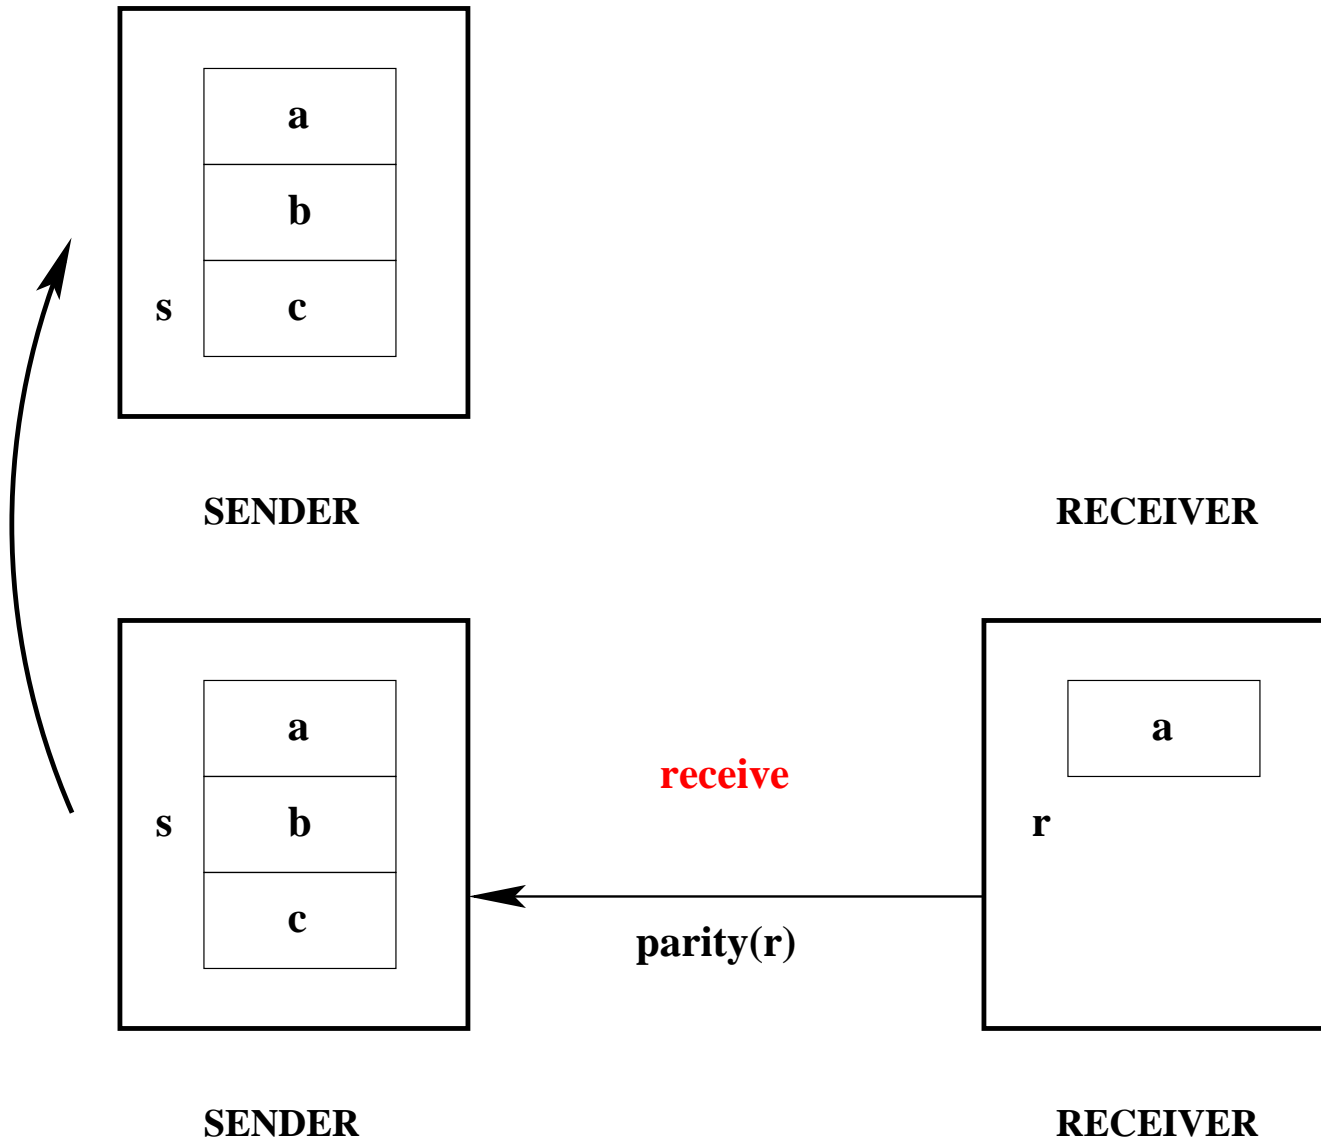 a
b
s c
SENDER RECEIVER
a a
receive
s b r
c
parity(r)
SENDER RECEIVER